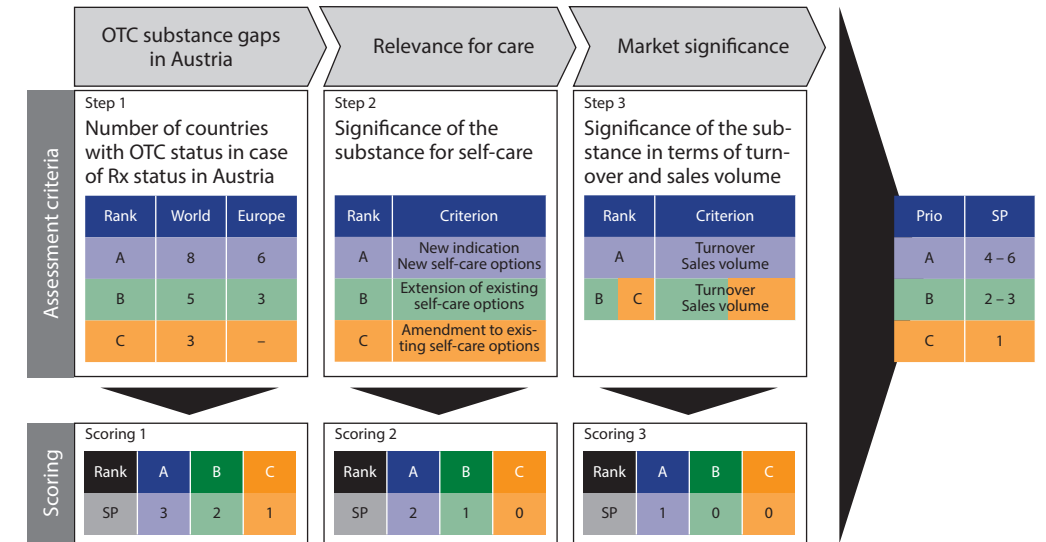 OTC substance gaps
in Austria
Relevance for care
Market significance
Assessment criteria
Step 1
Number of countries
with OTC status in case
of Rx status in Austria
Rank World Europe
A 8 6
B 5 3
C 3 –
Step 2
Significance of the
substance for self-care
Rank Criterion
A New indication
New self-care options
B Extension of existing
self-care options
C Amendment to exis-
ting self-care options
Step 3
Significance of the sub-
stance in terms of turn-
over and sales volume
Rank Criterion
A Turnover
Sales volume
B C Turnover
Sales volume
Prio SP
A 4 – 6
B 2 – 3
C 1
Scoring
Scoring 1
Rank A B C
SP 3 2 1
Scoring 2
Rank A B C
SP 2 1 0
Scoring 3
Rank A B C
SP 1 0 0